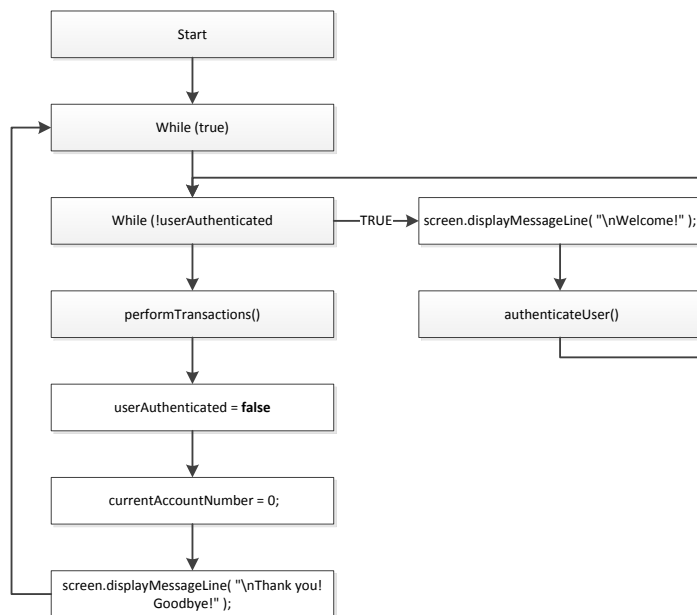 Start
While (true)
While (!userAuthenticated
TRUE
screen.displayMessageLine( "\nWelcome!" );
performTransactions()
authenticateUser()
userAuthenticated = false
currentAccountNumber = 0;
screen.displayMessageLine( "\nThank you!
Goodbye!" );